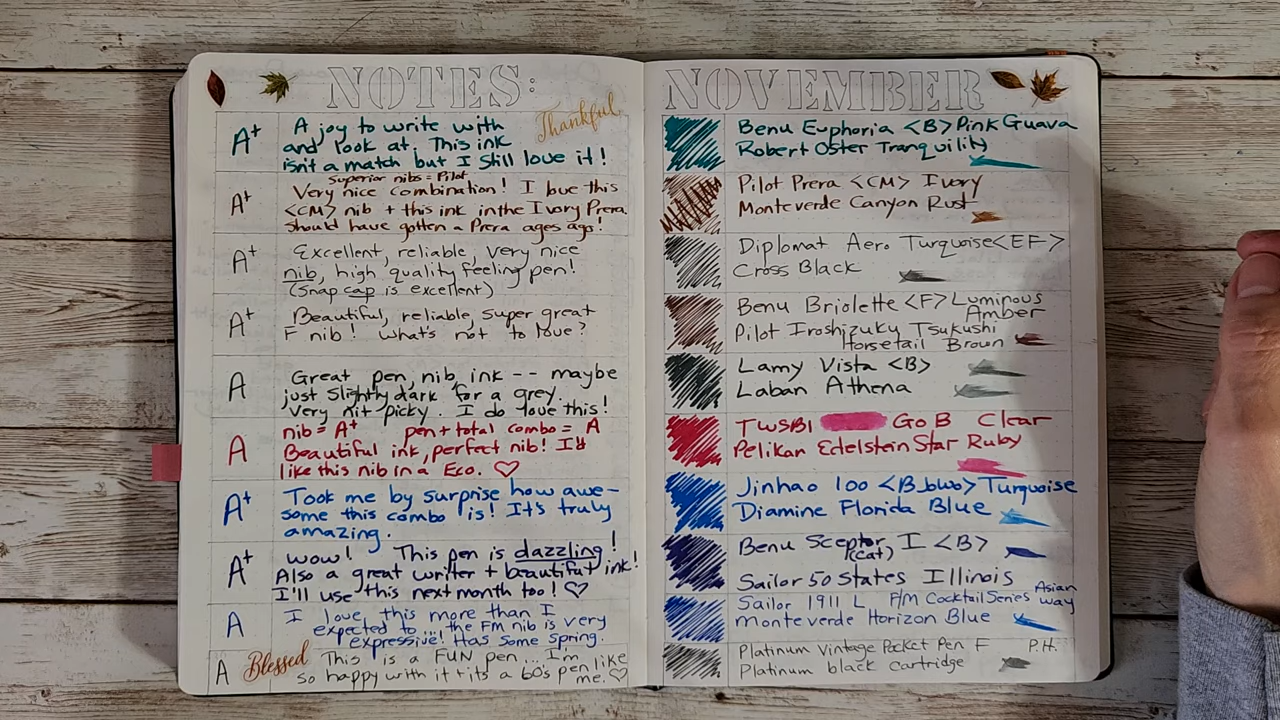 NOTES:
Thankful
A+
A joy to write with
and look at. This ink
isn't a match but I still love it!
A+
superior nibs = Pilot
Very nice combination! I love this
<CM> nib + this ink in the Ivory Prera.
Should have gotten a Prera ages ago!
A+
Excellent, reliable, very nice
nib, high quality feeling pen!
(Snap cap is excellent)
A+
Beautiful, reliable, super great
F nib! What's not to love?
A
Great pen, nib, ink -- maybe
just slightly dark for a grey.
Very nit picky. I do love this!
A
nib = A+ pen + total combo = A
Beautiful ink, perfect nib! I'd
like this nib in a Eco. ♡
A+
Took me by surprise how awe-
some this combo is! It's truly
amazing.
A+
wow! This pen is dazzling!
Also a great writer + beautiful ink!
I'll use this next month too! ♡
A
I love this more than I
expected to... the FM nib is very
expressive! Has some spring.
A
Blessed
This is a FUN pen... I'm
so happy with it + its a 60's pen like
me. ♡
NOVEMBER
Benu Euphoria <B> Pink Guava
Robert Oster Tranquility
Pilot Prera <CM> Ivory
Monteverde Canyon Rust
Diplomat Aero Turquoise <EF>
Cross Black
Benu Briolette <F> Luminous
Amber
Pilot Iroshizuky Tsukushi
Horsetail Brown
Lamy Vista <B>
Laban Athena
TWSBI Go B Clear
Pelikan Edelstein Star Ruby
Jinhao 100 <B > Turquoise
Diamine Florida Blue
Benu Scepter I <B>
(cat)
Sailor 50 States Illinois
Sailor 1911 L F/M Cocktail Series Asian
way
Monteverde Horizon Blue
Platinum Vintage Pocket Pen F P.H.
Platinum black cartridge